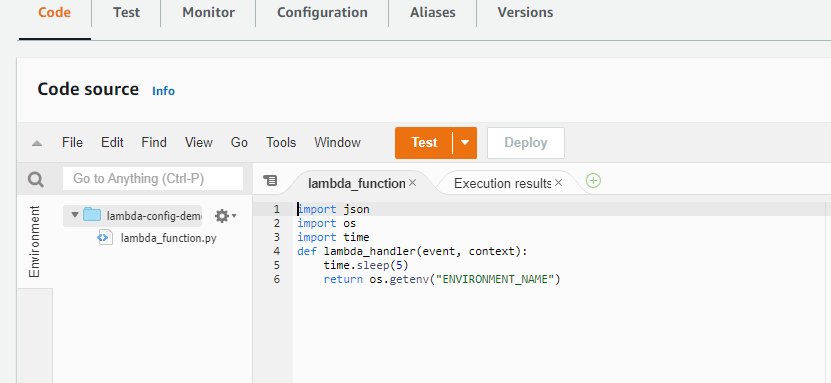 Code Test Monitor Configuration Aliases Versions
Code source Info
File Edit Find View Go Tools Window Test Deploy
Go to Anything (Ctrl-P)
lambda_function Execution results
Environment
lambda-config-dem
lambda_function.py
1 import json
2 import os
3 import time
4 def lambda_handler(event, context):
5 time.sleep(5)
6 return os.getenv("ENVIRONMENT_NAME")